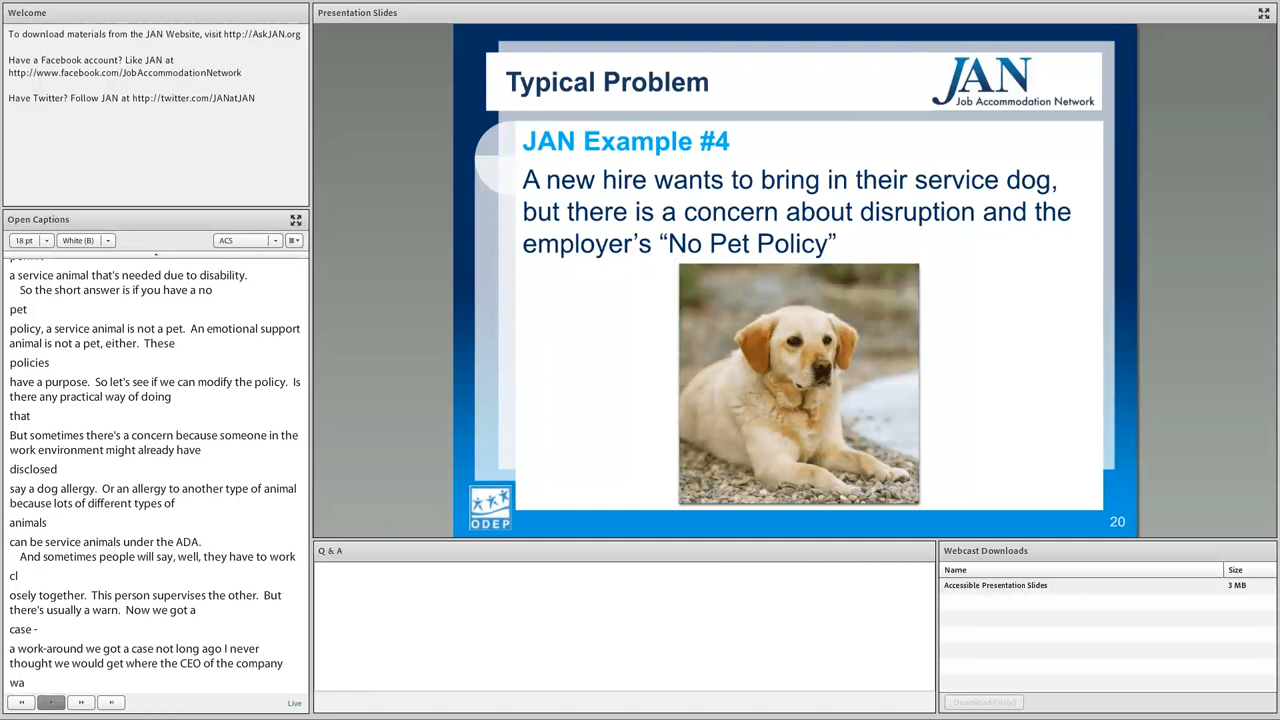 Welcome
To download materials from the JAN Website, visit http://AskJAN.org
Have a Facebook account? Like JAN at
http://www.facebook.com/JobAccommodationNetwork
Have Twitter? Follow JAN at http://twitter.com/JANatJAN
Open Captions
18 pt
White (B)
ACS
a service animal that's needed due to disability.
So the short answer is if you have a no
pet
policy, a service animal is not a pet. An emotional support
animal is not a pet, either. These
policies
have a purpose. So let's see if we can modify the policy. Is
there any practical way of doing
that
But sometimes there's a concern because someone in the
work environment might already have
disclosed
say a dog allergy. Or an allergy to another type of animal
because lots of different types of
animals
can be service animals under the ADA.
And sometimes people will say, well, they have to work
cl
osely together. This person supervises the other. But
there's usually a warn. Now we got a
case -
a work-around we got a case not long ago I never
thought we would get where the CEO of the company
wa
Live
Presentation Slides
Typical Problem
JAN
Job Accommodation Network
JAN Example #4
A new hire wants to bring in their service dog,
but there is a concern about disruption and the
employer's “No Pet Policy”
ODEP
20
Q & A
Webcast Downloads
Name Size
Accessible Presentation Slides 3 MB
Download File(s)